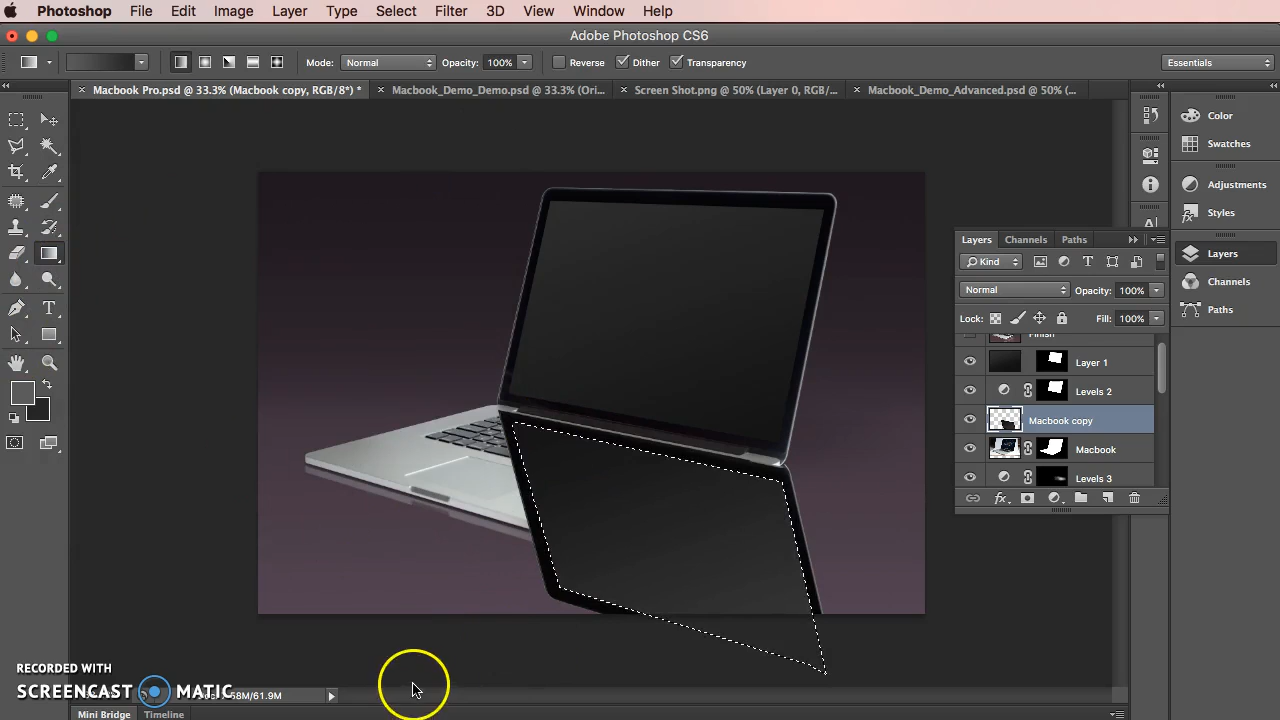 Photoshop File Edit Image Layer Type Select Filter 3D View Window Help
Adobe Photoshop CS6
Mode: Normal Opacity: 100% Reverse Dither Transparency Essentials
Macbook Pro.psd @ 33.3% (Macbook copy, RGB/8*) * Macbook_Demo_Demo.psd @ 33.3% (Ori... Screen Shot.png @ 50% (Layer 0, RGB/... Macbook_Demo_Advanced.psd @ 50% (...
Color
Swatches
Adjustments
Styles
Layers
Channels
Paths
Layers Channels Paths
Kind
Normal Opacity: 100%
Lock: Fill: 100%
Finish
Layer 1
Levels 2
Macbook copy
Macbook
Levels 3
RECORDED WITH
SCREENCAST MATIC
61.9M
Mini Bridge Timeline